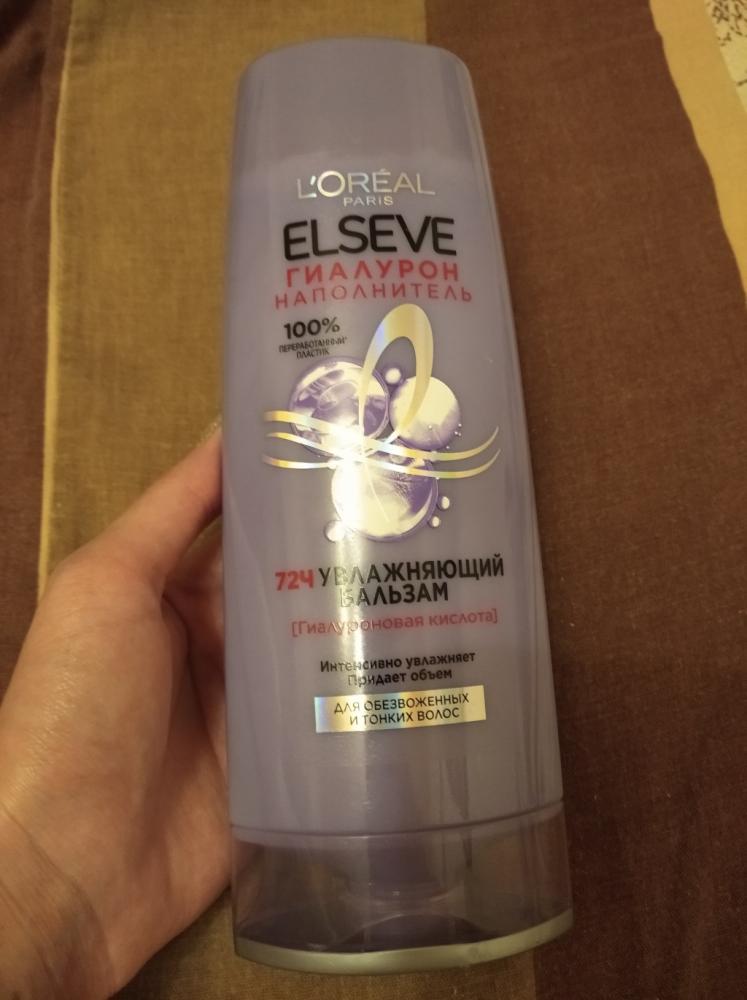 L'ORÉAL
PARIS
ELSEVE
ГИАЛУРОН
НАПОЛНИТЕЛЬ
100%
ПЕРЕРАБОТАННЫЙ*
ПЛАСТИК
72Ч УВЛАЖНЯЮЩИЙ
БАЛЬЗАМ
[Гиалуроновая кислота]
Интенсивно увлажняет
Придает объем
ДЛЯ ОБЕЗВОЖЕННЫХ
И ТОНКИХ ВОЛОС